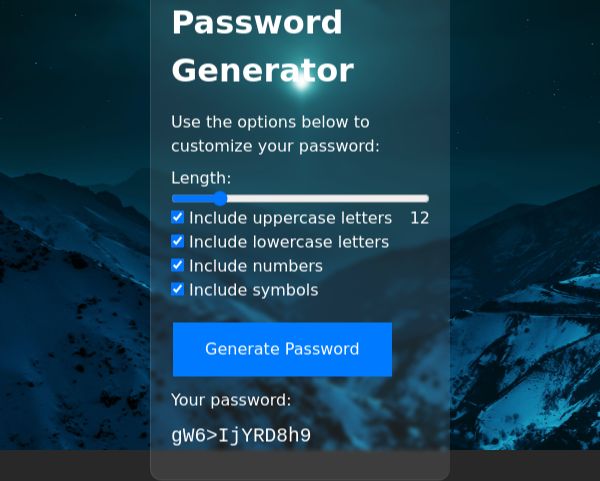 Password
Generator
Use the options below to
customize your password:
Length:
Include uppercase letters 12
Include lowercase letters
Include numbers
Include symbols
Generate Password
Your password:
gW6>IjYRD8h9